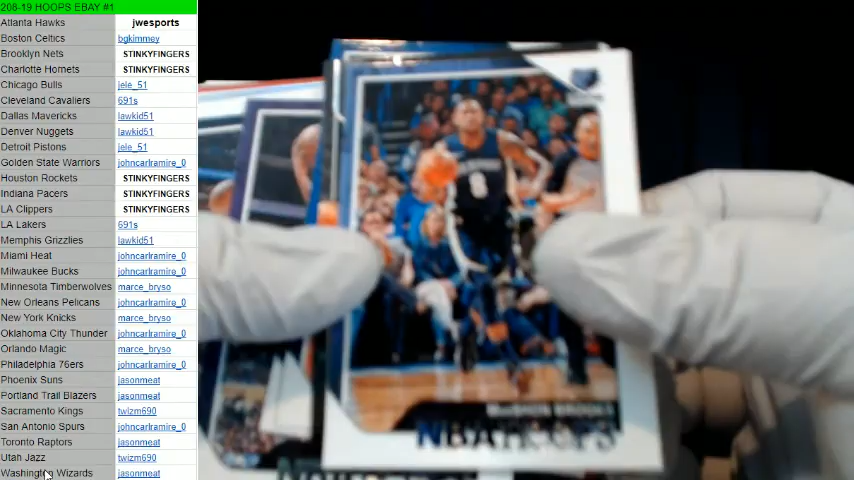 208-19 HOOPS EBAY #1
Atlanta Hawks jwesports
Boston Celtics bgkimmey
Brooklyn Nets STINKYFINGERS
Charlotte Hornets STINKYFINGERS
Chicago Bulls jele_51
Cleveland Cavaliers 691s
Dallas Mavericks lawkid51
Denver Nuggets lawkid51
Detroit Pistons jele_51
Golden State Warriors johncarlramire_0
Houston Rockets STINKYFINGERS
Indiana Pacers STINKYFINGERS
LA Clippers STINKYFINGERS
LA Lakers 691s
Memphis Grizzlies lawkid51
Miami Heat johncarlramire_0
Milwaukee Bucks johncarlramire_0
Minnesota Timberwolves marce_bryso
New Orleans Pelicans johncarlramire_0
New York Knicks marce_bryso
Oklahoma City Thunder johncarlramire_0
Orlando Magic marce_bryso
Philadelphia 76ers johncarlramire_0
Phoenix Suns jasonmeat
Portland Trail Blazers jasonmeat
Sacramento Kings twizm690
San Antonio Spurs johncarlramire_0
Toronto Raptors jasonmeat
Utah Jazz twizm690
Washington Wizards jasonmeat
8
MarShon BROOKS
NBA HOOPS